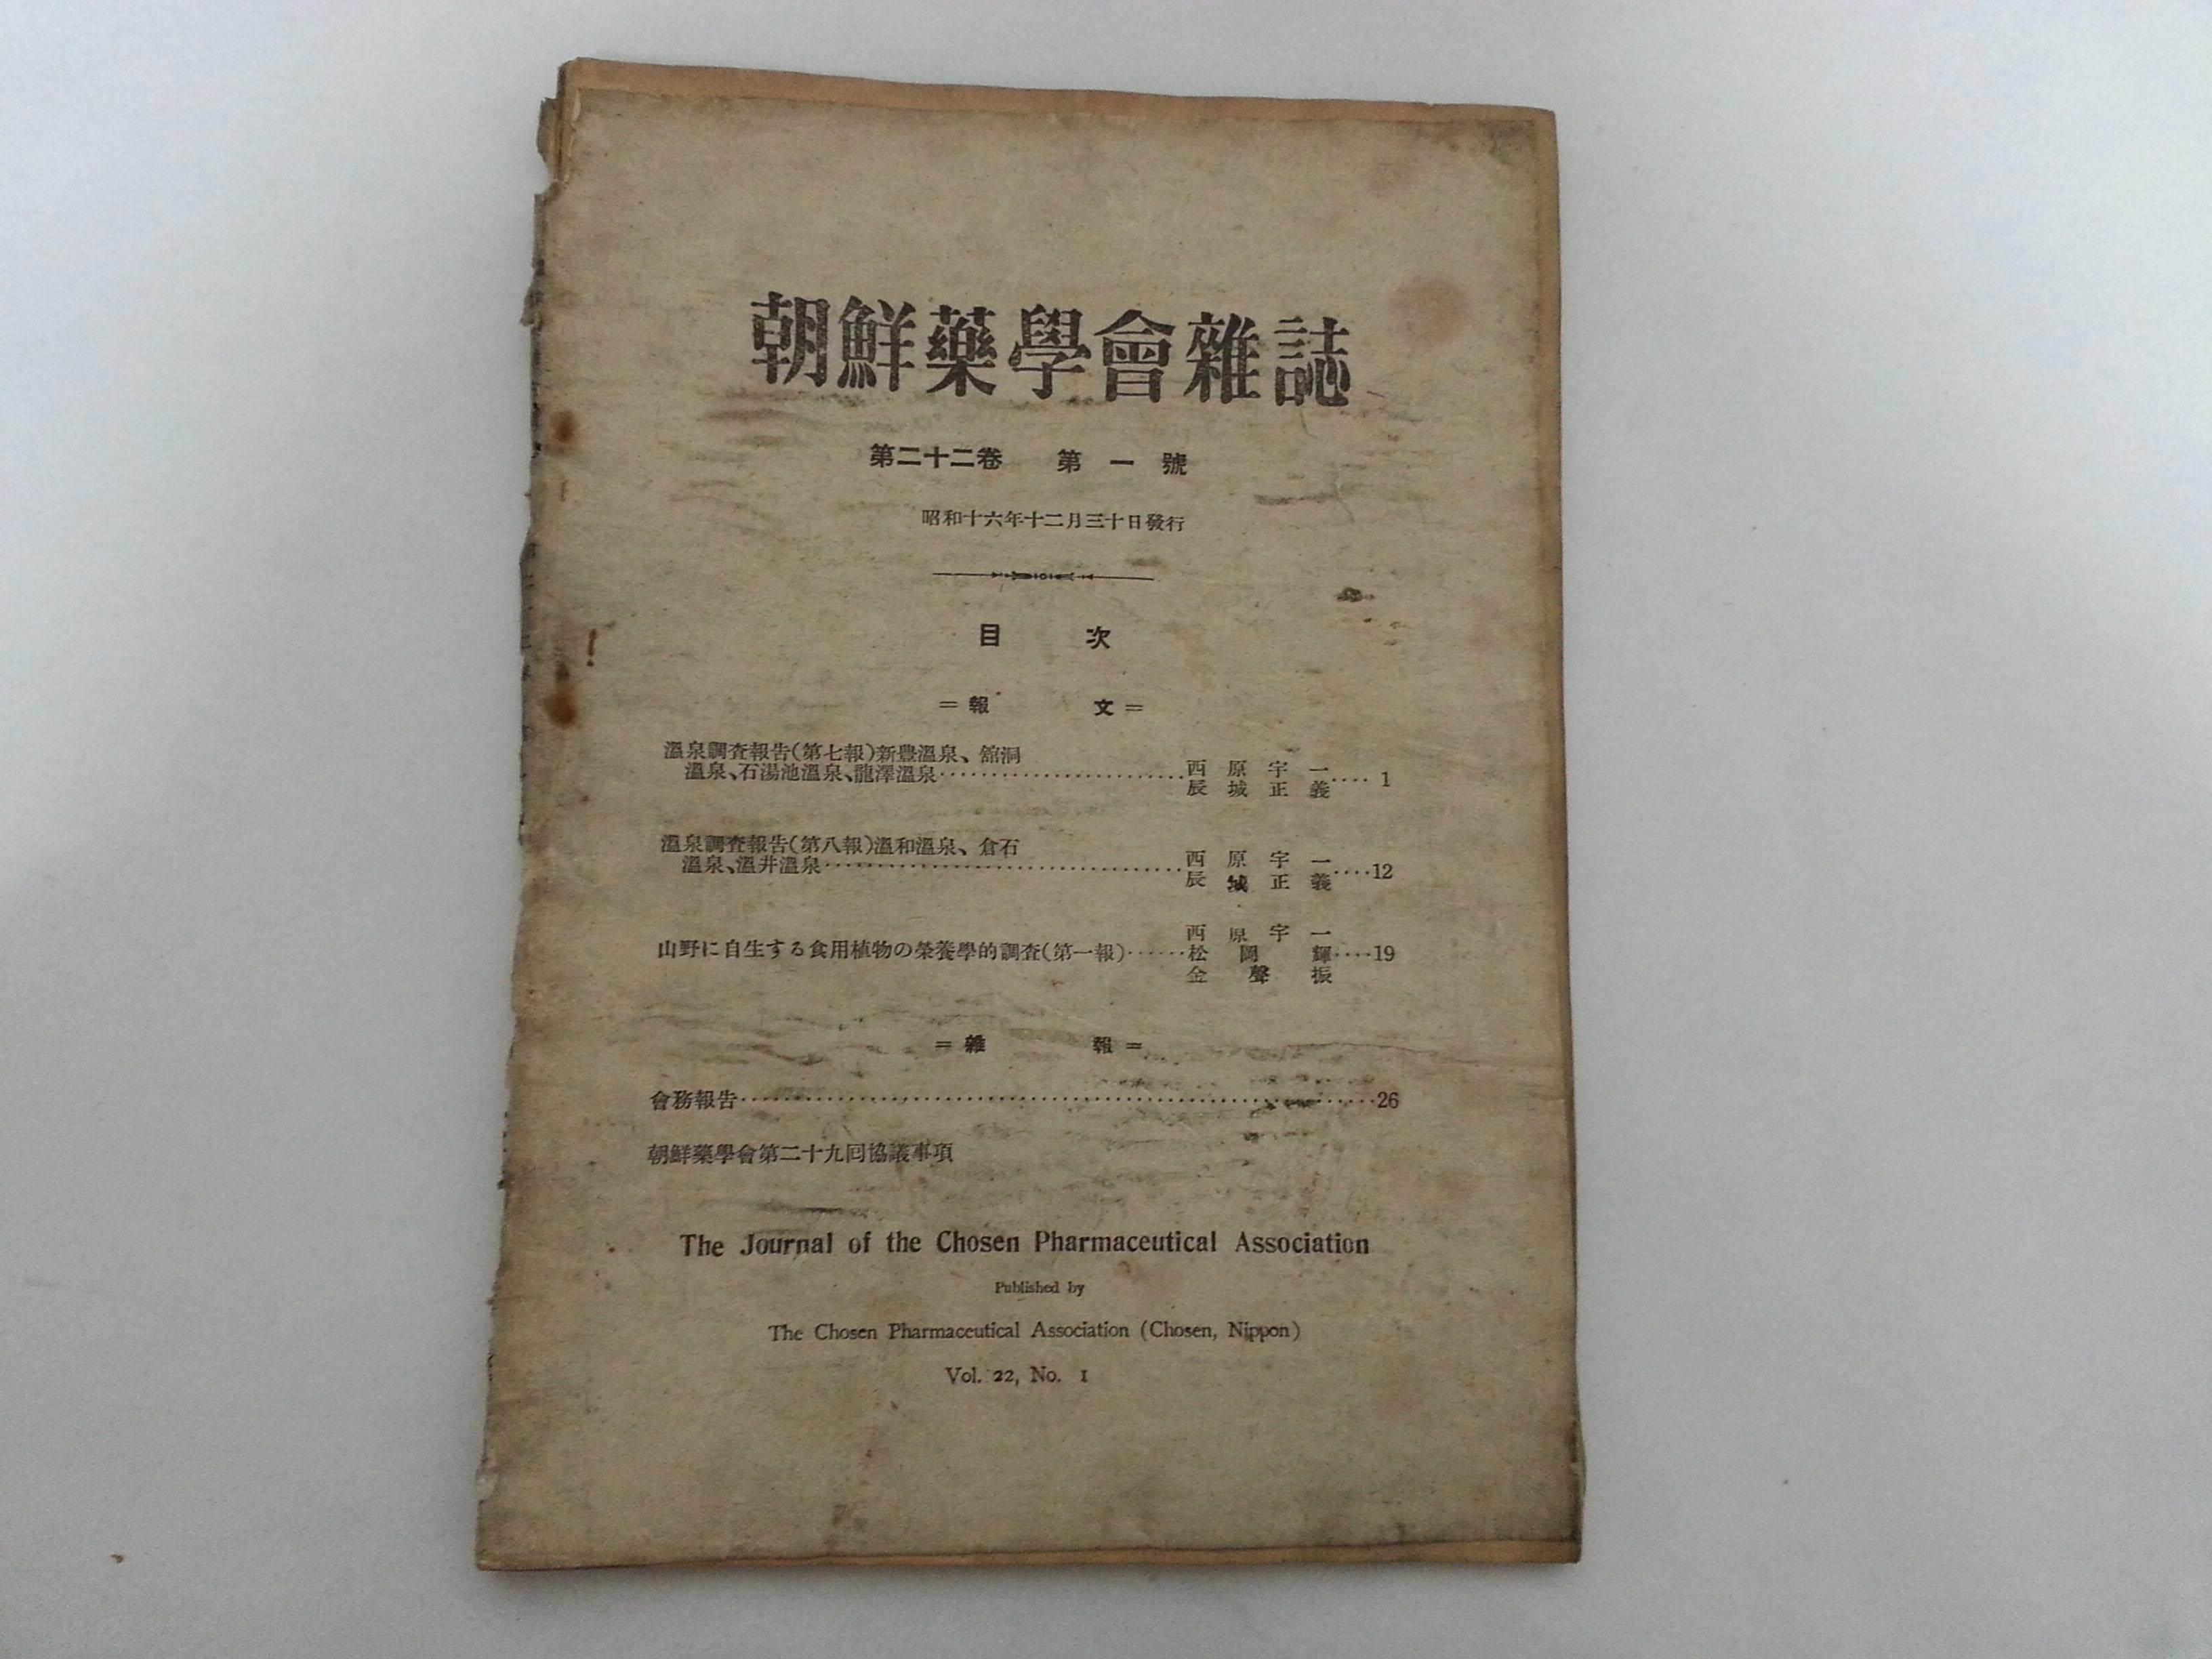 朝鮮藥學會雜誌
第二十二卷 第一號
昭和十六年十二月三十日發行
目次
=報文=
溫泉調査報告(第七報)新豊溫泉、舘洞
溫泉、石湯池溫泉、龍澤溫泉························西原宇一
辰城正義····1
溫泉調査報告(第八報)溫和溫泉、倉石
溫泉、溫井溫泉····································西原宇一
辰城正義····12
西原宇一
山野に自生する食用植物の榮養學的調査(第一報)······松岡輝····19
金聲振
=雜報=
會務報告······························································26
朝鮮藥學會第二十九回協議事項
The Journal of the Chosen Pharmaceutical Association
Published by
The Chosen Pharmaceutical Association (Chosen, Nippon)
Vol. 22, No. 1